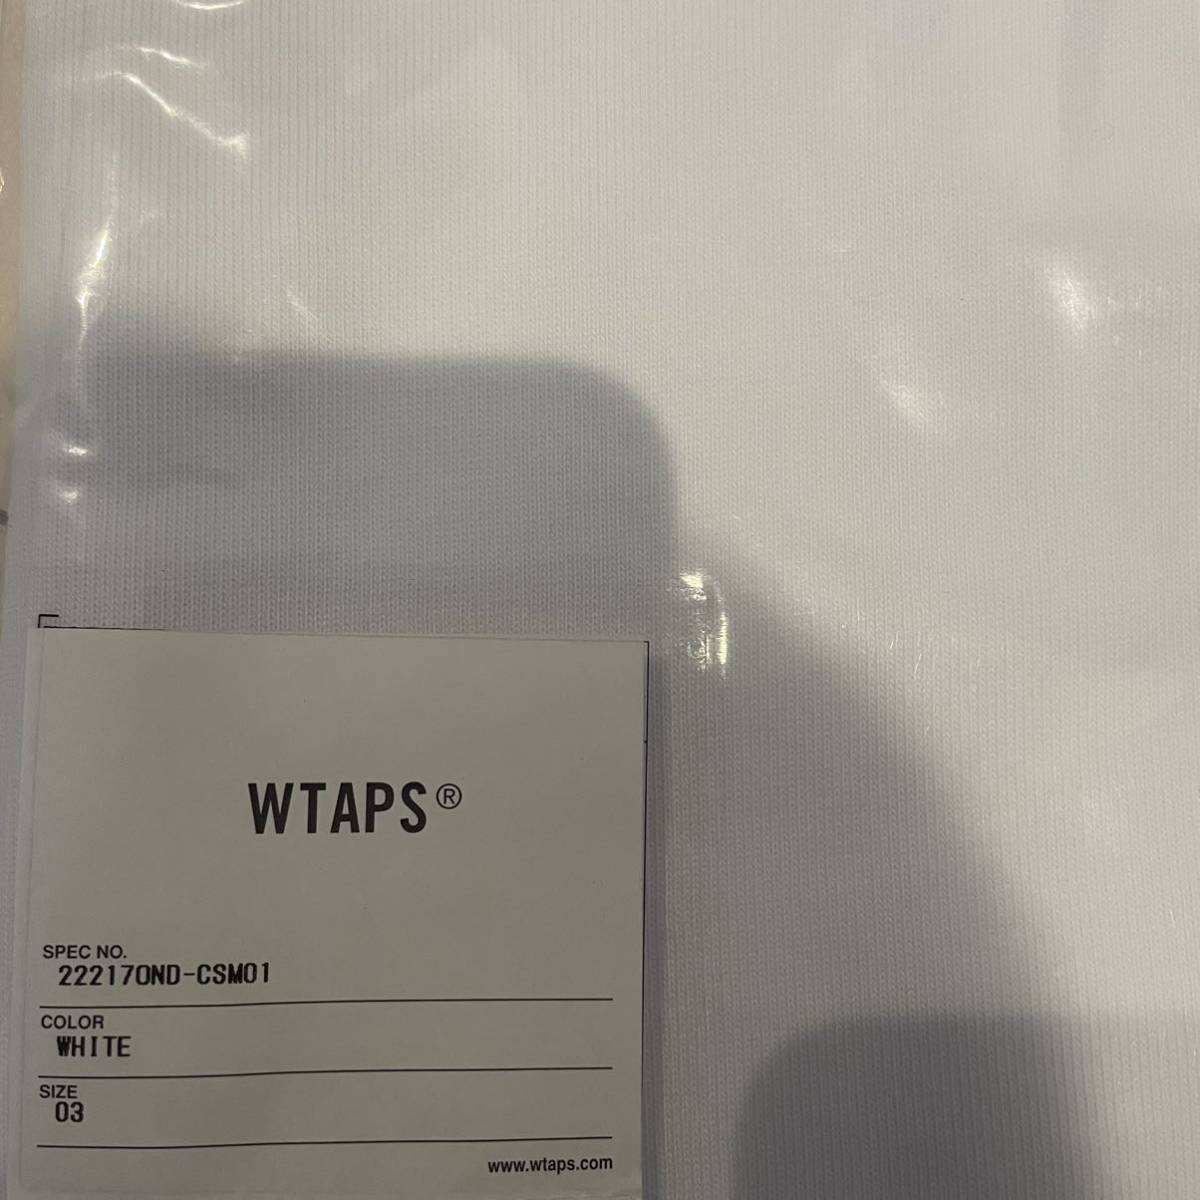 WTAPS®
SPEC NO.
222170ND-CSM01
COLOR
WHITE
SIZE
03
www.wtaps.com